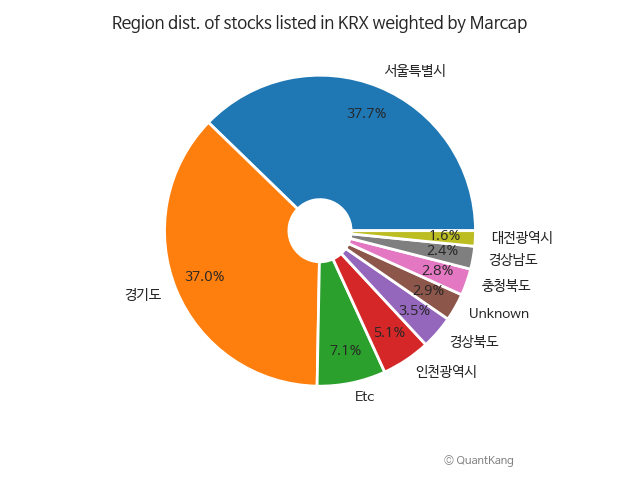 Region dist. of stocks listed in KRX weighted by Marcap
서울특별시
37.7%
경기도
37.0%
Etc
7.1%
인천광역시
5.1%
경상북도
3.5%
Unknown
2.9%
충청북도
2.8%
경상남도
2.4%
대전광역시
1.6%
© QuantKang